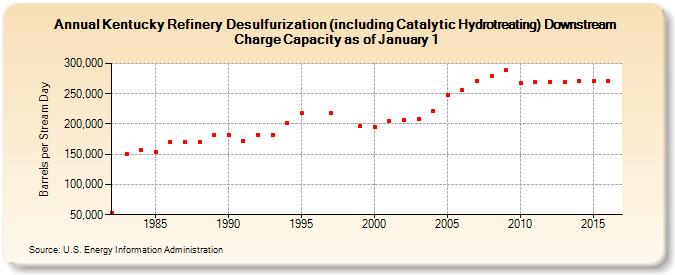 Annual Kentucky Refinery Desulfurization (including Catalytic Hydrotreating) Downstream
Charge Capacity as of January 1
Barrels per Stream Day
300,000
250,000
200,000
150,000
100,000
50,000
1985 1990 1995 2000 2005 2010 2015
Source: U.S. Energy Information Administration